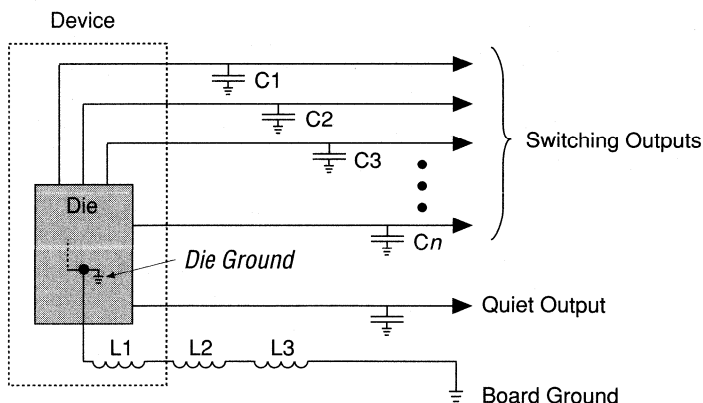 Device
C1
C2
C3
Switching Outputs
Die
Cn
Die Ground
Quiet Output
L1 L2 L3
Board Ground